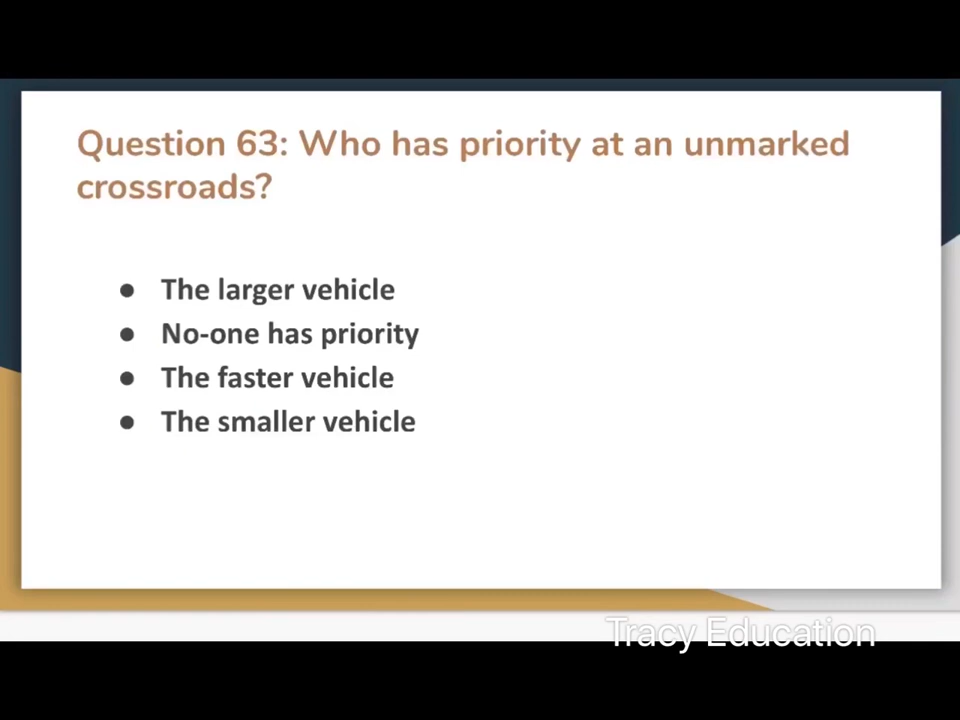 Question 63: Who has priority at an unmarked
crossroads?
● The larger vehicle
● No-one has priority
● The faster vehicle
● The smaller vehicle
Tracy Education